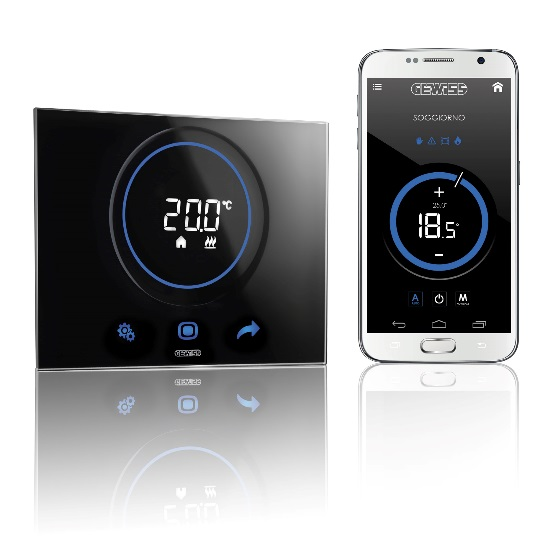 20.0°C
GEWISS
GEWISS
SOGGIORNO
+
18.5°
-
A
M